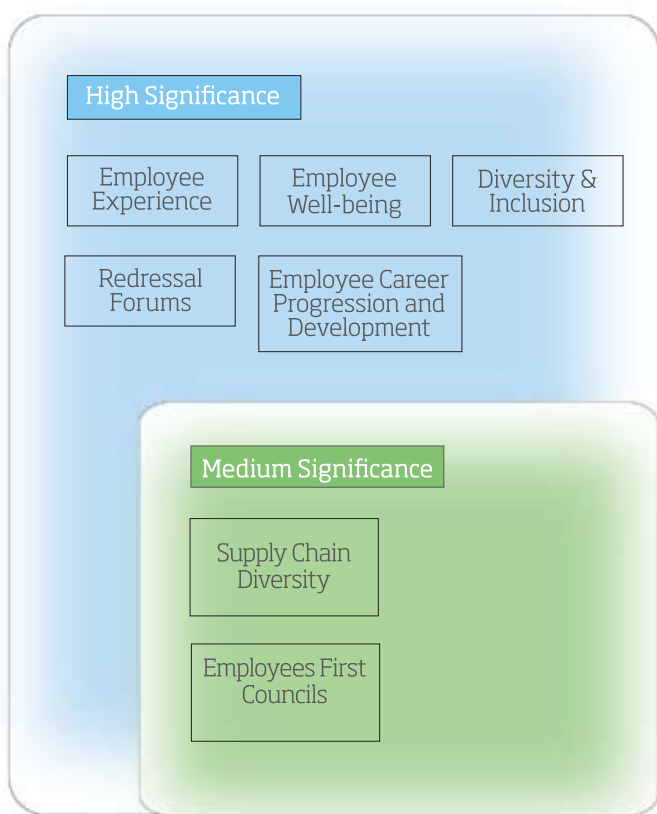 High Significance
Employee
Experience
Employee
Well-being
Diversity &
Inclusion
Redressal
Forums
Employee Career
Progression and
Development
Medium Significance
Supply Chain
Diversity
Employees First
Councils